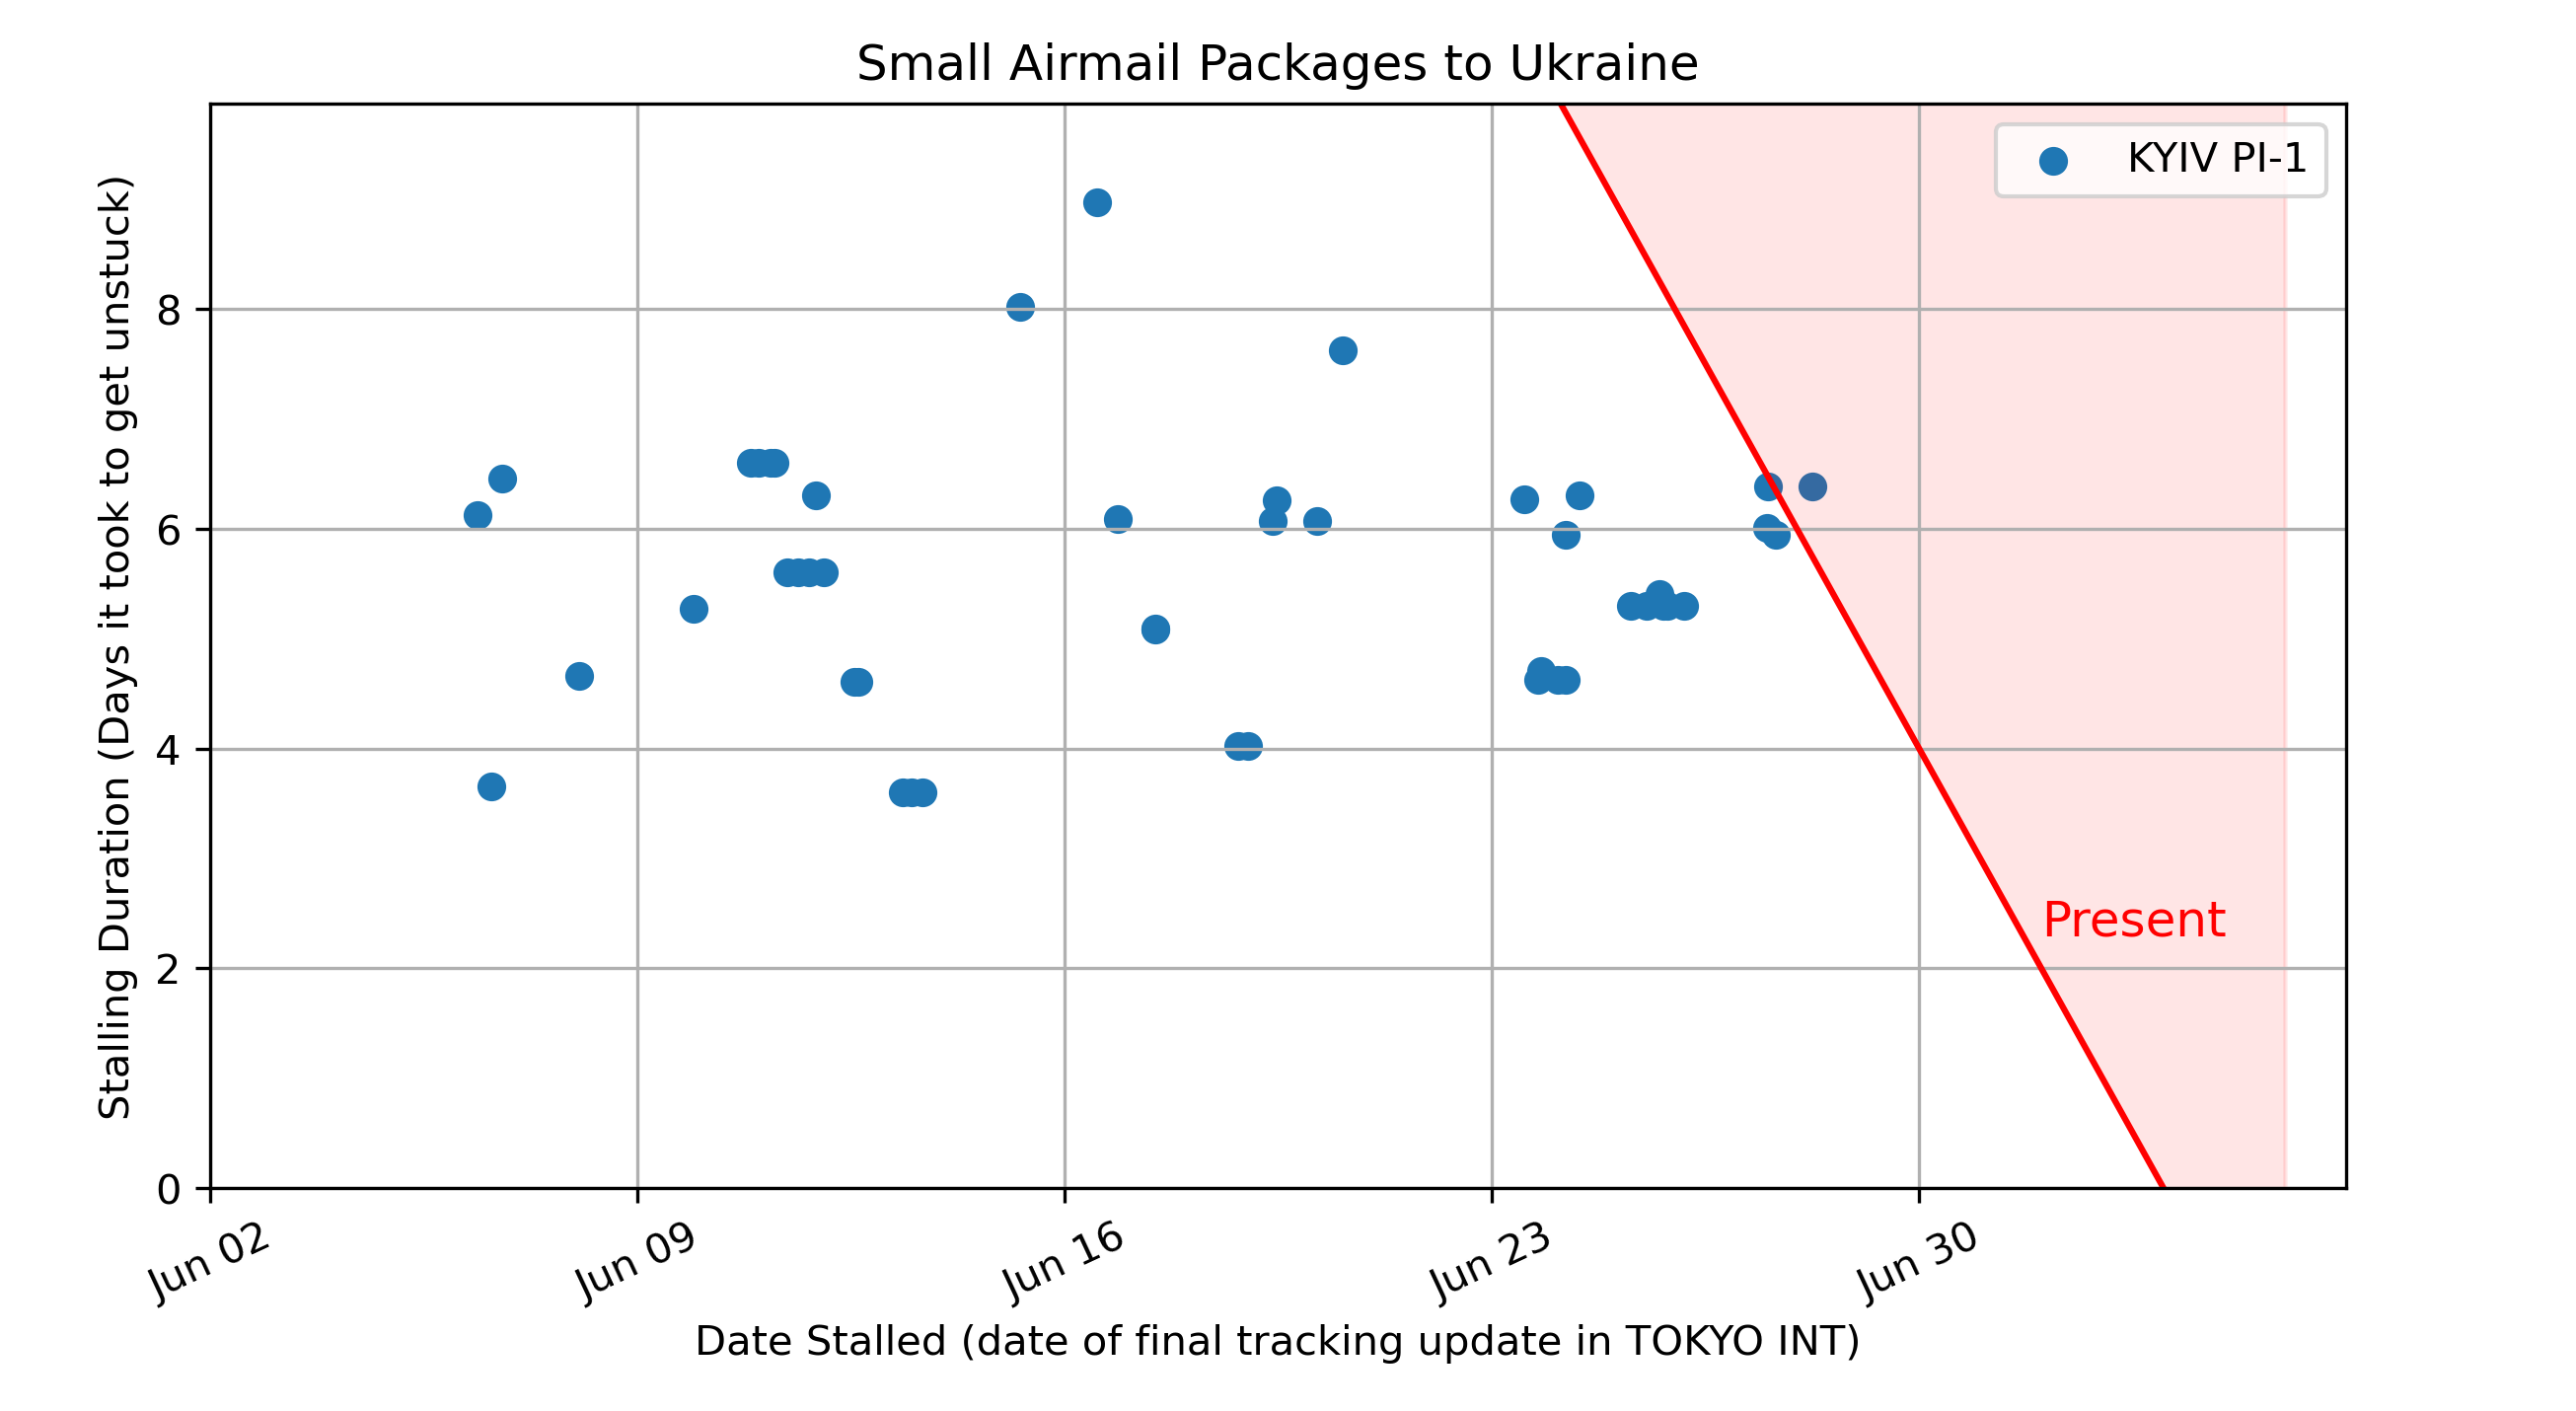 Small Airmail Packages to Ukraine
KYIV PI-1
Stalling Duration (Days it took to get unstuck)
8
6
4
2
0
Present
Jun 02
Jun 09
Jun 16
Jun 23
Jun 30
Date Stalled (date of final tracking update in TOKYO INT)